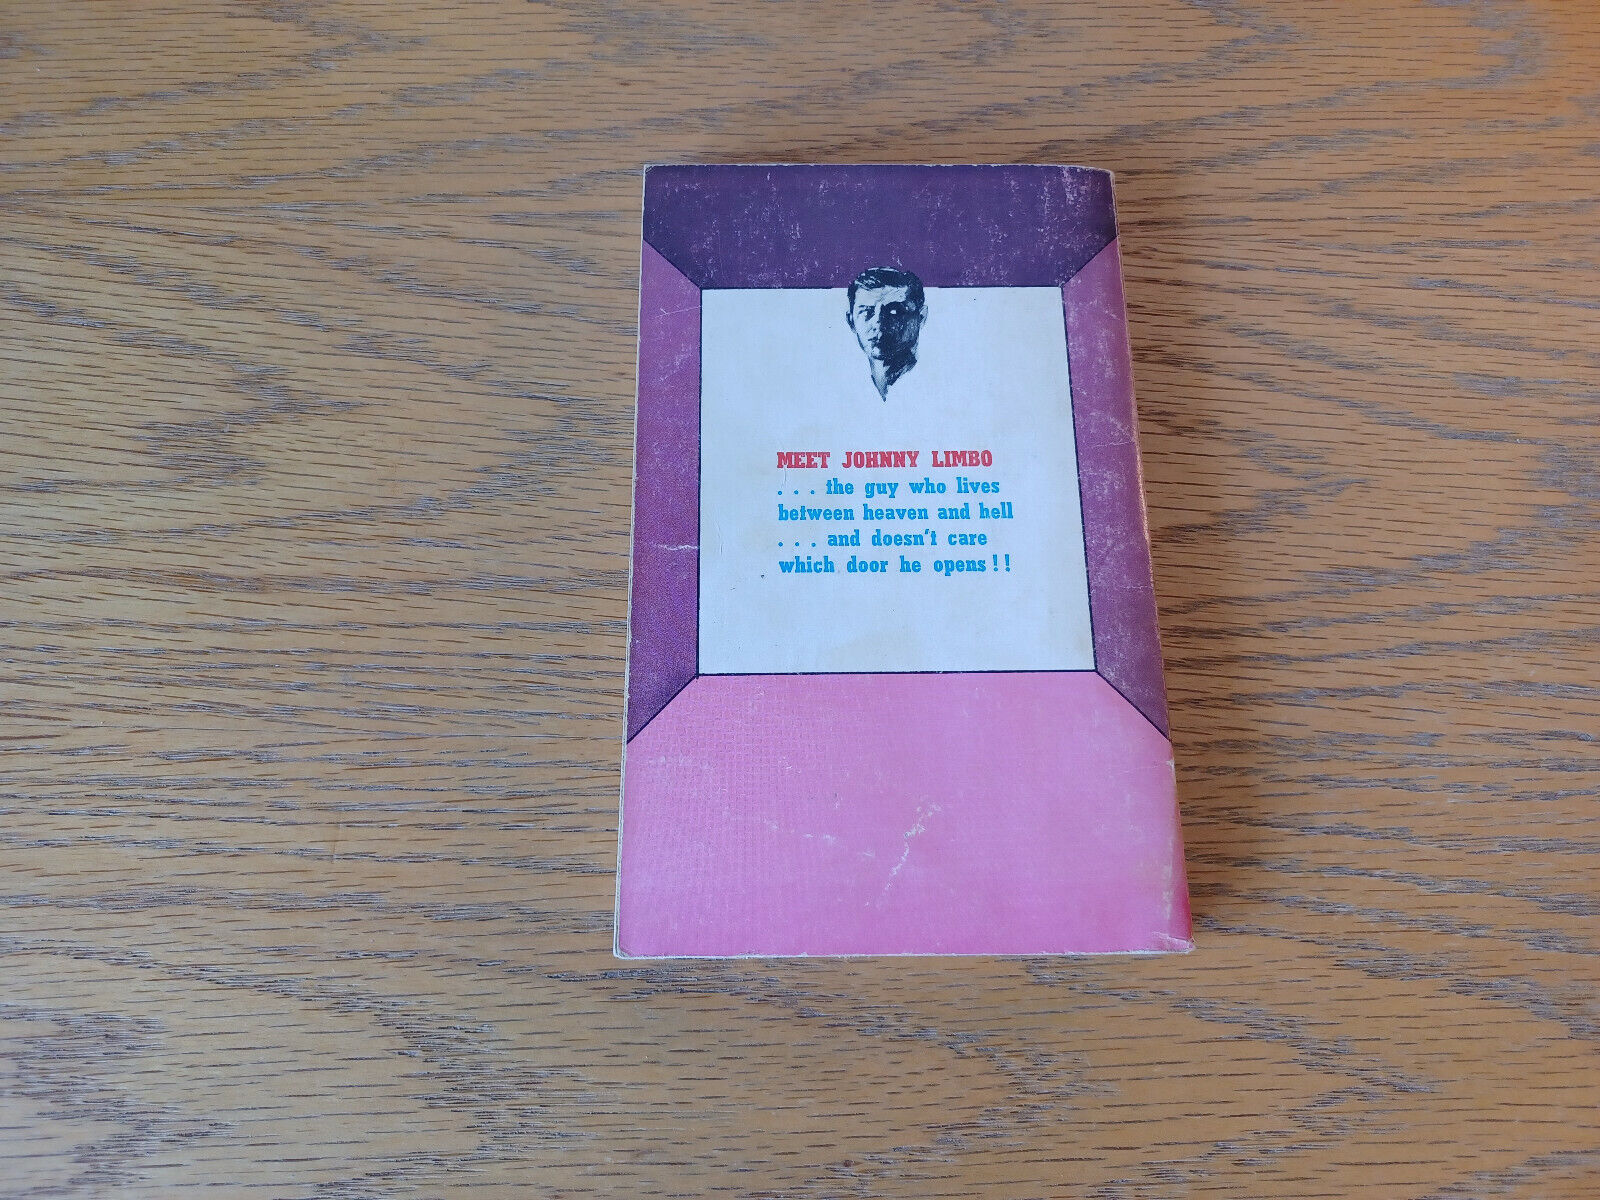 MEET JOHNNY LIMBO
. . . the guy who lives
between heaven and hell
. . . and doesn't care
which door he opens!!